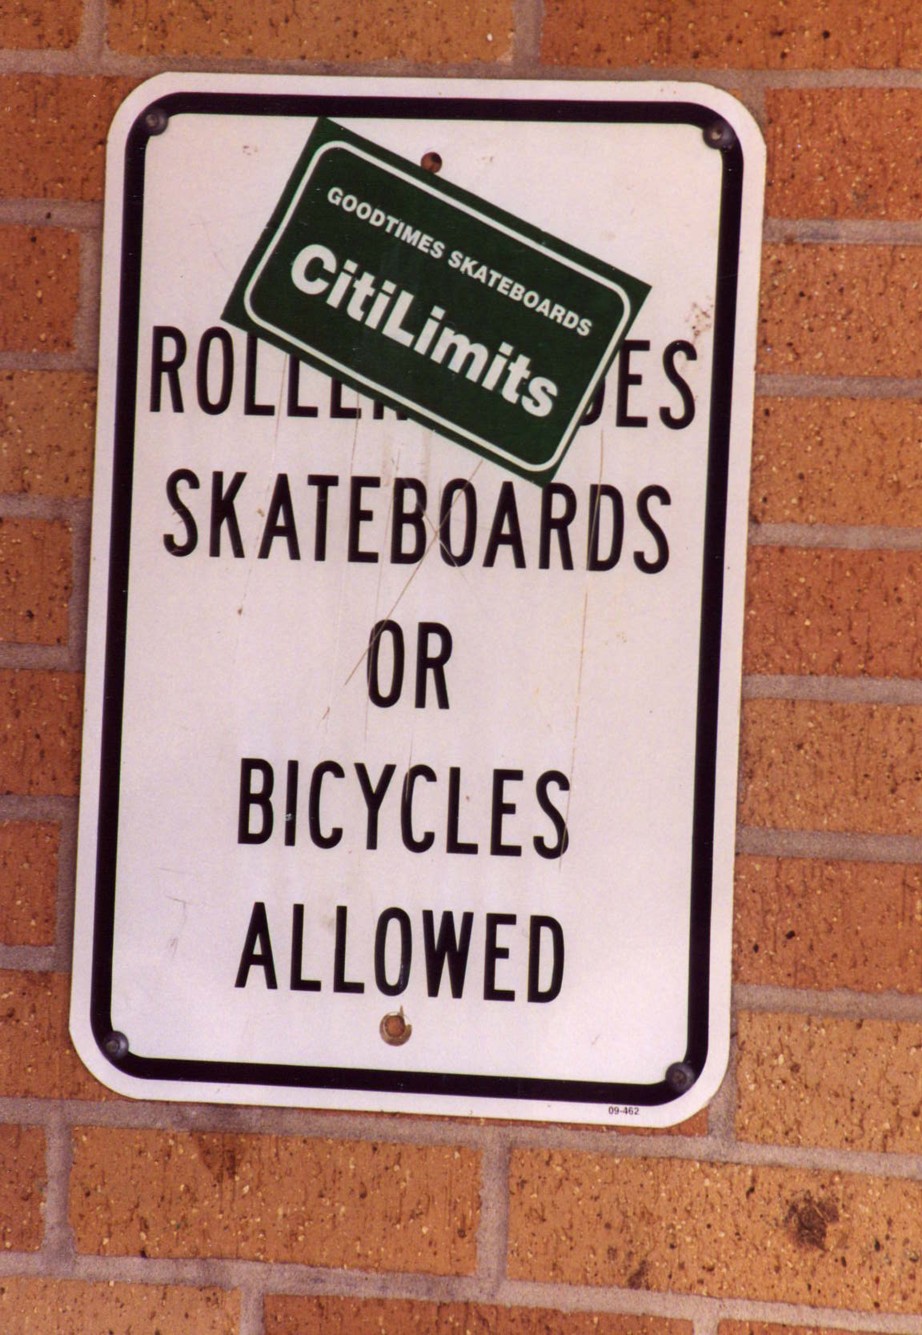 GOODTIMES SKATEBOARDS
CitiLimits
SKATEBOARDS
OR
BICYCLES
ALLOWED
09-462